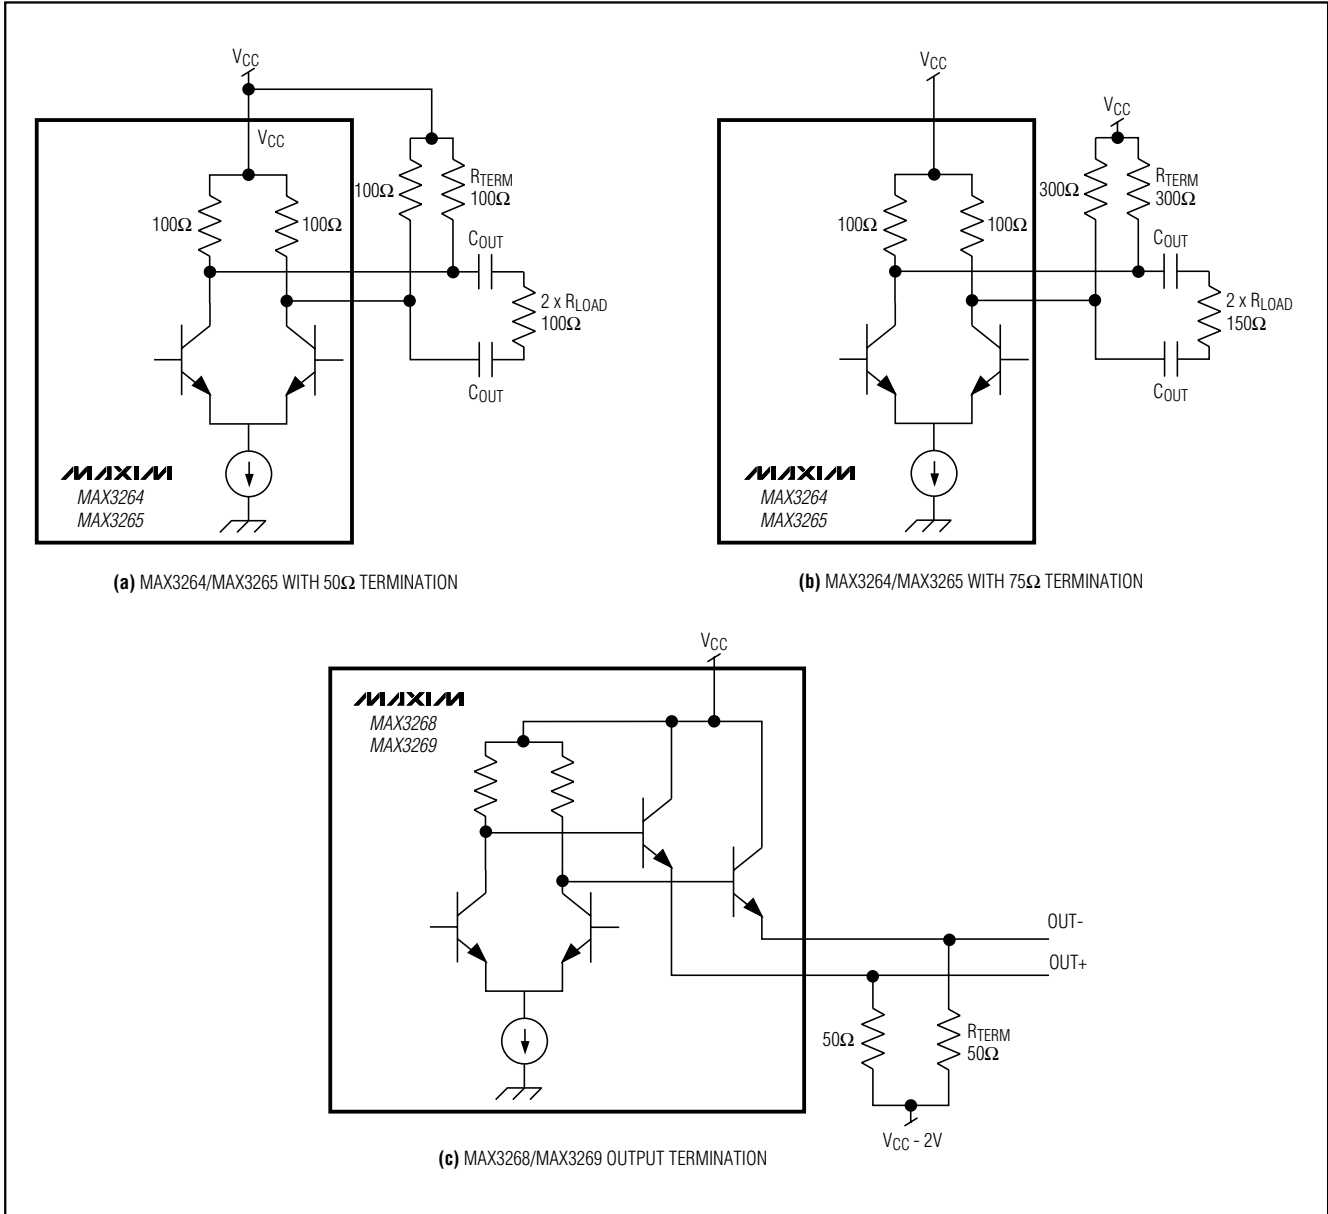 VCC
VCC
100Ω
100Ω
100Ω
RTERM
100Ω
COUT
2 x RLOAD
100Ω
COUT
MAXIM
MAX3264
MAX3265
(a) MAX3264/MAX3265 WITH 50Ω TERMINATION
VCC
VCC
100Ω
100Ω
300Ω
RTERM
300Ω
COUT
2 x RLOAD
150Ω
COUT
MAXIM
MAX3264
MAX3265
(b) MAX3264/MAX3265 WITH 75Ω TERMINATION
VCC
MAXIM
MAX3268
MAX3269
OUT-
OUT+
50Ω
RTERM
50Ω
VCC - 2V
(c) MAX3268/MAX3269 OUTPUT TERMINATION